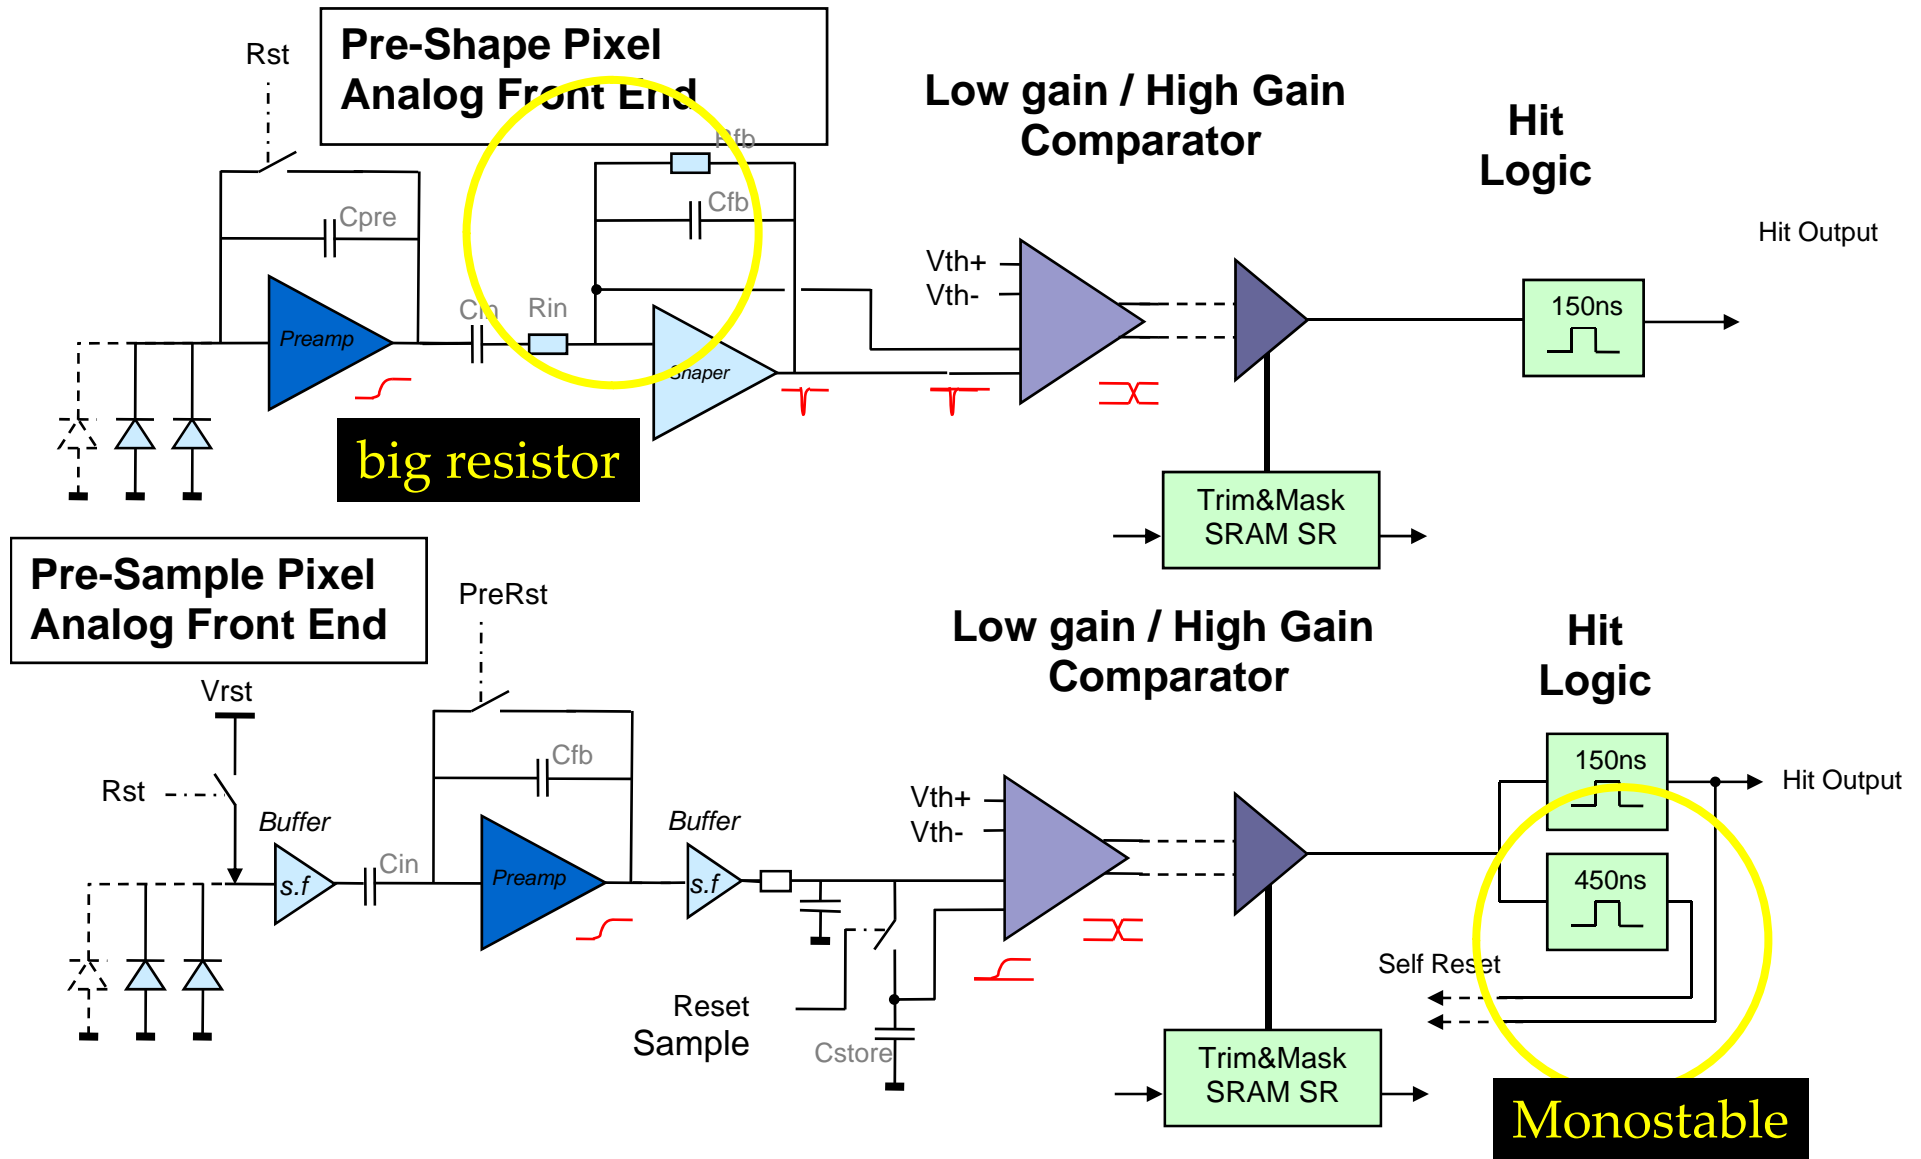 Pre-Shape Pixel
Analog Front End
Rst
Low gain / High Gain
Comparator
Hit
Logic
Rfb
Cpre
Cfb
Hit Output
Vth+
Vth-
Cin
Rin
150ns
Preamp
Shaper
big resistor
Trim&Mask
SRAM SR
Pre-Sample Pixel
Analog Front End
PreRst
Low gain / High Gain
Comparator
Hit
Logic
Vrst
Cfb
150ns
Rst
Hit Output
Vth+
Vth-
Buffer
Buffer
Cin
s.f
Preamp
s.f
450ns
Self Reset
Reset
Sample
Cstore
Trim&Mask
SRAM SR
Monostable